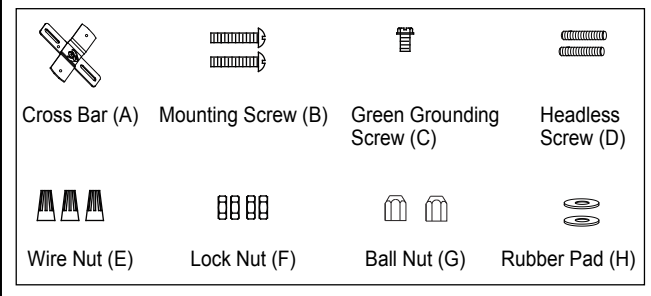 Cross Bar (A) Mounting Screw (B) Green Grounding Screw (C) Headless Screw (D)
Wire Nut (E) Lock Nut (F) Ball Nut (G) Rubber Pad (H)